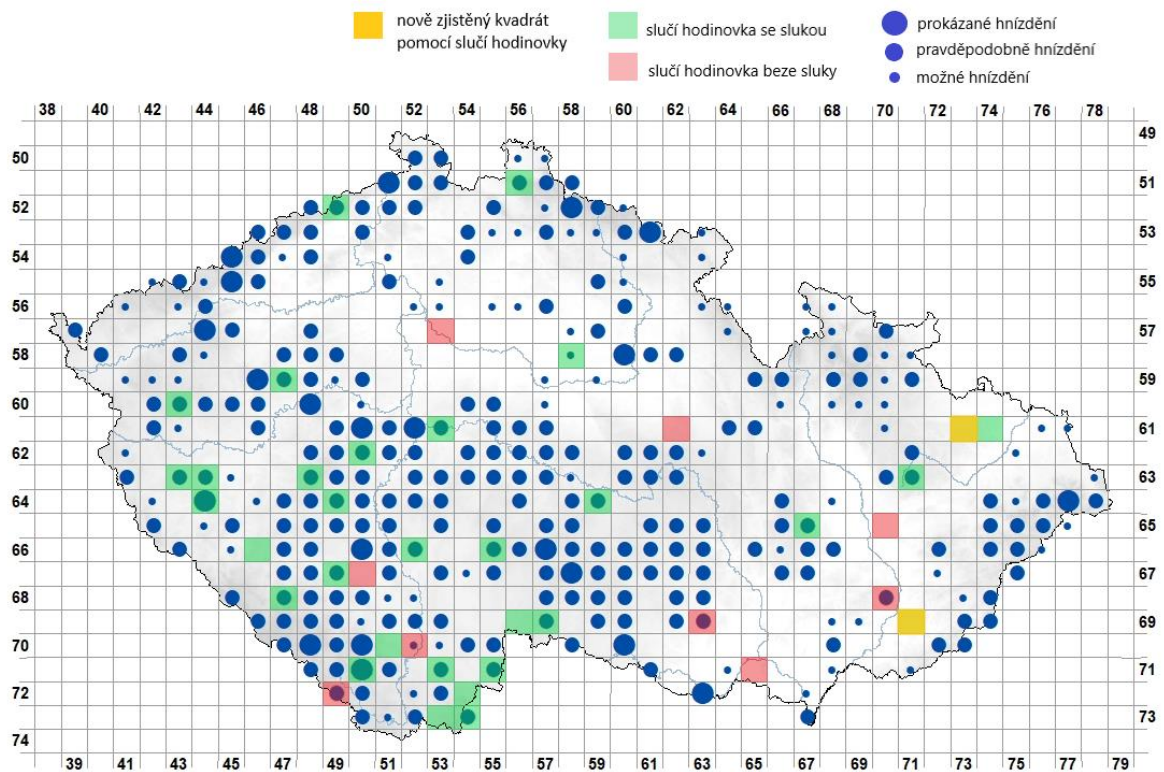 nově zjistěný kvadrát
pomocí slučí hodinovky
slučí hodinovka se slukou
slučí hodinovka beze sluky
prokázané hnízdění
pravděpodobně hnízdění
možné hnízdění
38 40 42 44 46 48 50 52 54 56 58 60 62 64 66 68 70 72 74 76 78
49
50
51
52
53
54
55
56
57
58
59
60
61
62
63
64
65
66
67
68
69
70
71
72
73
74
39 41 43 45 47 49 51 53 55 57 59 61 63 65 67 69 71 73 75 77 79